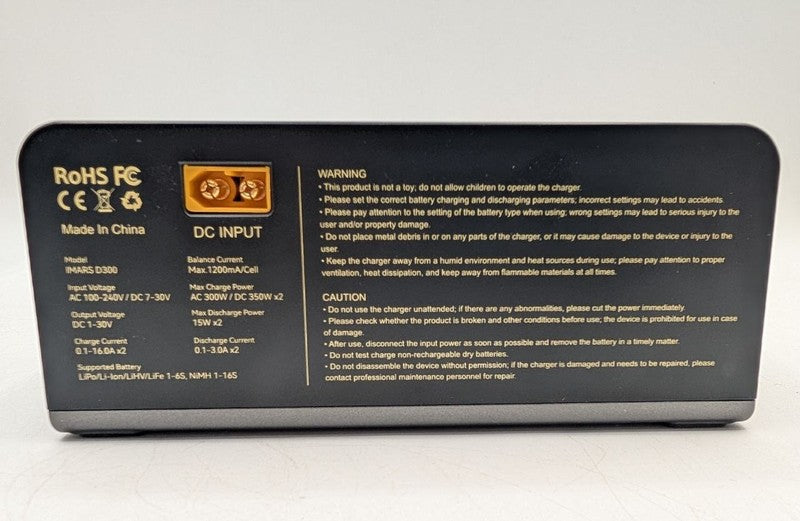 RoHS FC
CE
Made In China
DC INPUT
Model
IMARS D300
Balance Current
Max.1200mA/Cell
Input Voltage
AC 100-240V / DC 7-30V
Max Charge Power
AC 300W / DC 350W x2
Output Voltage
DC 1-30V
Max Discharge Power
15W x2
Charge Current
0.1-16.0A x2
Discharge Current
0.1-3.0A x2
Supported Battery
LiPo/Li-Ion/LiHV/LiFe 1-6S, NiMH 1-16S
WARNING
• This product is not a toy; do not allow children to operate the charger.
• Please set the correct battery charging and discharging parameters; incorrect settings may lead to accidents.
• Please pay attention to the setting of the battery type when using; wrong settings may lead to serious injury to the
user and/or property damage.
• Do not place metal debris in or on any parts of the charger, or it may cause damage to the device or injury to the
user.
• Keep the charger away from a humid environment and heat sources during use; please pay attention to proper
ventilation, heat dissipation, and keep away from flammable materials at all times.
CAUTION
• Do not use the charger unattended; if there are any abnormalities, please cut the power immediately.
• Please check whether the product is broken and other conditions before use; the device is prohibited for use in case
of damage.
• After use, disconnect the input power as soon as possible and remove the battery in a timely matter.
• Do not test charge non-rechargeable dry batteries.
• Do not disassemble the device without permission; if the charger is damaged and needs to be repaired, please
contact professional maintenance personnel for repair.